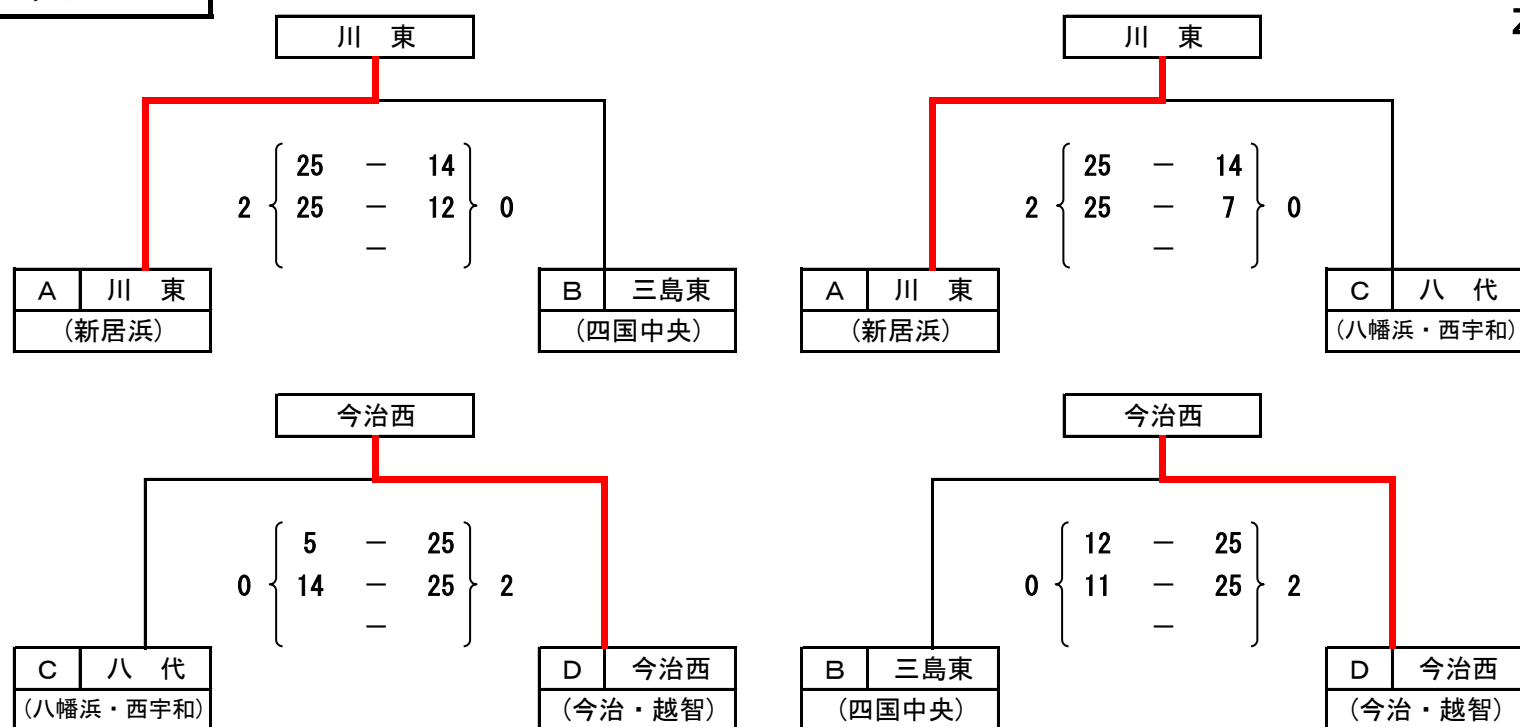 川　東
25 － 14
2 25 － 12 0
－
A 川　東
(新居浜)
B 三島東
(四国中央)
川　東
25 － 14
2 25 － 7 0
－
A 川　東
(新居浜)
C 八　代
(八幡浜・西宇和)
今治西
5 － 25
0 14 － 25 2
－
C 八　代
(八幡浜・西宇和)
D 今治西
(今治・越智)
今治西
12 － 25
0 11 － 25 2
－
B 三島東
(四国中央)
D 今治西
(今治・越智)